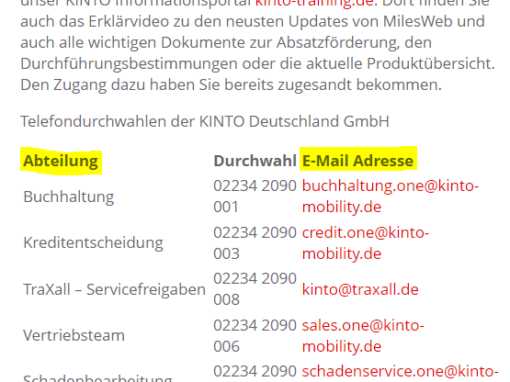 unser KINTO Informationsportal kinto-training.de. Dort finden Sie
auch das Erklärvideo zu den neusten Updates von MilesWeb und
auch alle wichtigen Dokumente zur Absatzförderung, den
Durchführungsbestimmungen oder die aktuelle Produktübersicht.
Den Zugang dazu haben Sie bereits zugesandt bekommen.
Telefondurchwahlen der KINTO Deutschland GmbH
Abteilung Durchwahl E-Mail Adresse
Buchhaltung 02234 2090 001 buchhaltung.one@kinto-
mobility.de
Kreditentscheidung 02234 2090 003 credit.one@kinto-
mobility.de
TraXall – Servicefreigaben 02234 2090 008 kinto@traxall.de
Vertriebsteam 02234 2090 006 sales.one@kinto-
mobility.de
Schadenbearbeitung 02234 2090 schadenservice.one@kinto-